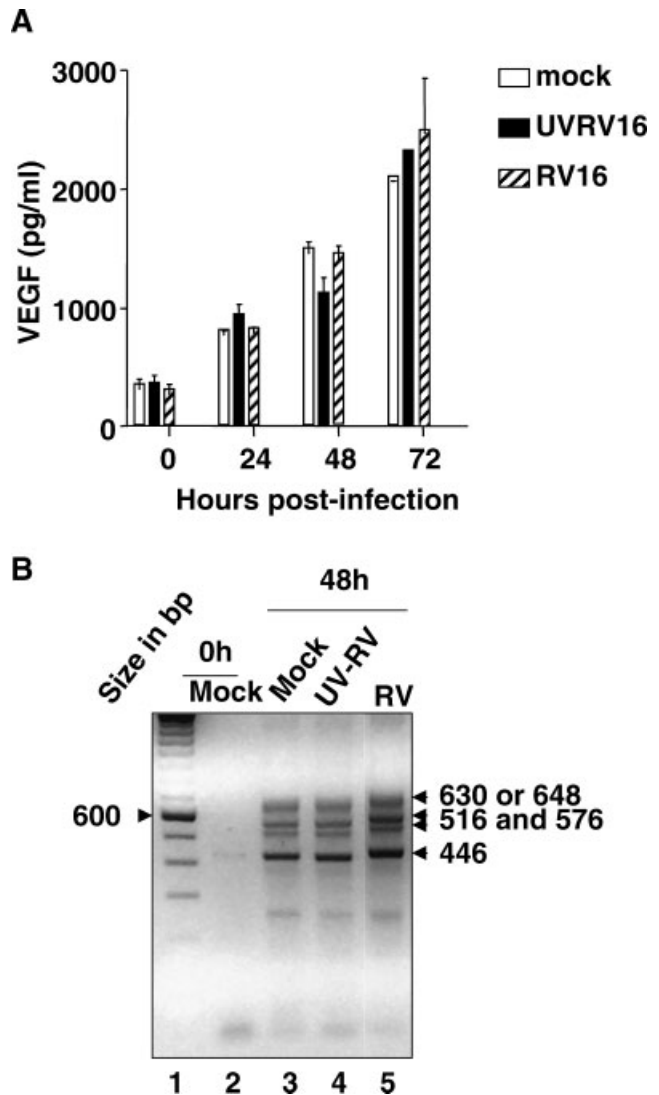 A
3000
2000
1000
0
VEGF (pg/ml)
0 24 48 72
Hours post-infection
mock
UVRV16
RV16
B
48h
0h
Size in bp
Mock
Mock
UV-RV
RV
600
630 or 648
516 and 576
446
1 2 3 4 5